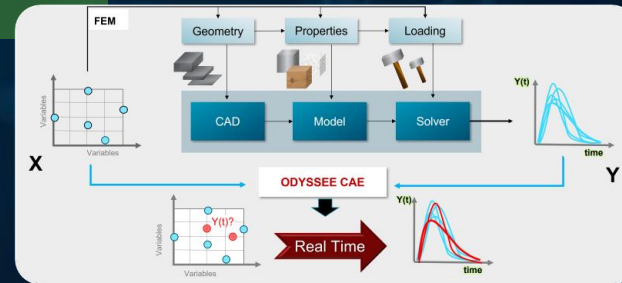 FEM
Geometry
Properties
Loading
Variables
Variables
X
CAD
Model
Solver
Y(t)
time
Y
ODYSSEE CAE
Variables
Y(t)?
Variables
Real Time
Y(t)
time